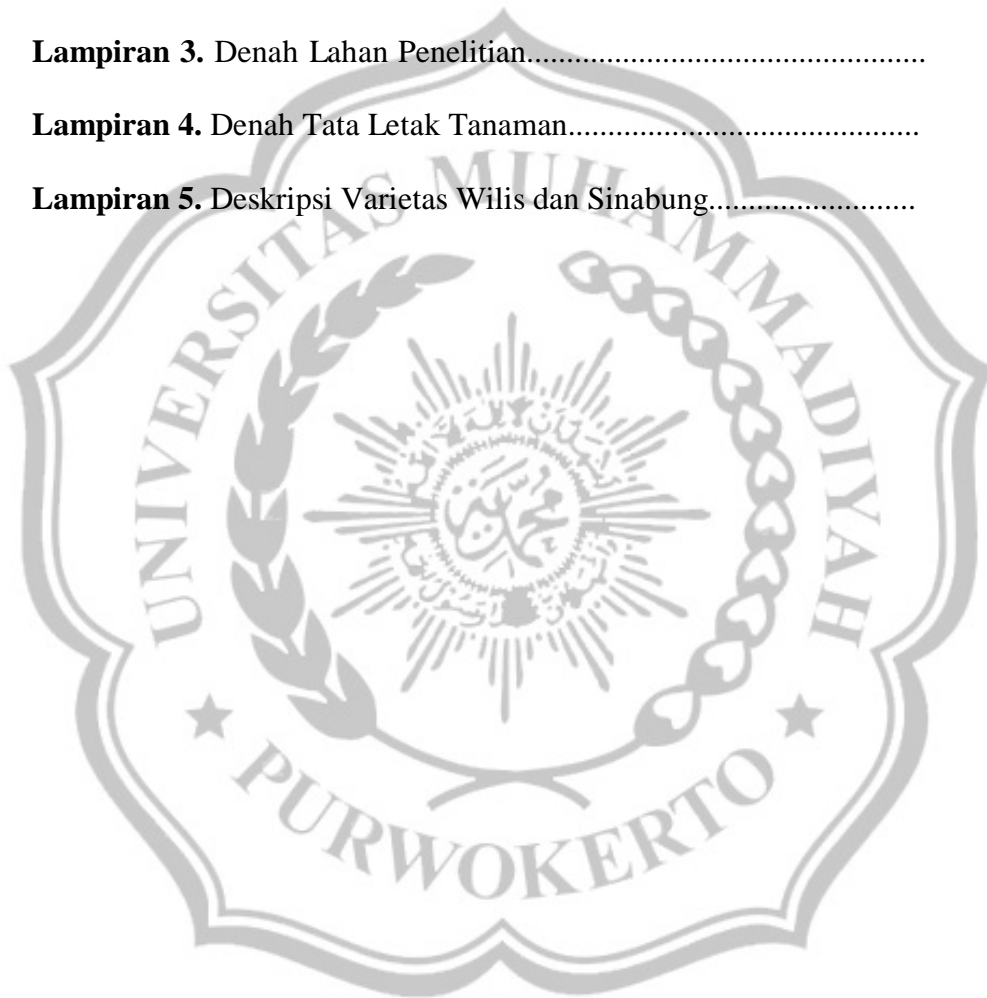 Lampiran 3. Denah Lahan Penelitian..................................................
Lampiran 4. Denah Tata Letak Tanaman............................................
Lampiran 5. Deskripsi Varietas Wilis dan Sinabung..........................
UNIVERSITAS MUHAMMADIYAH
PURWOKERTO